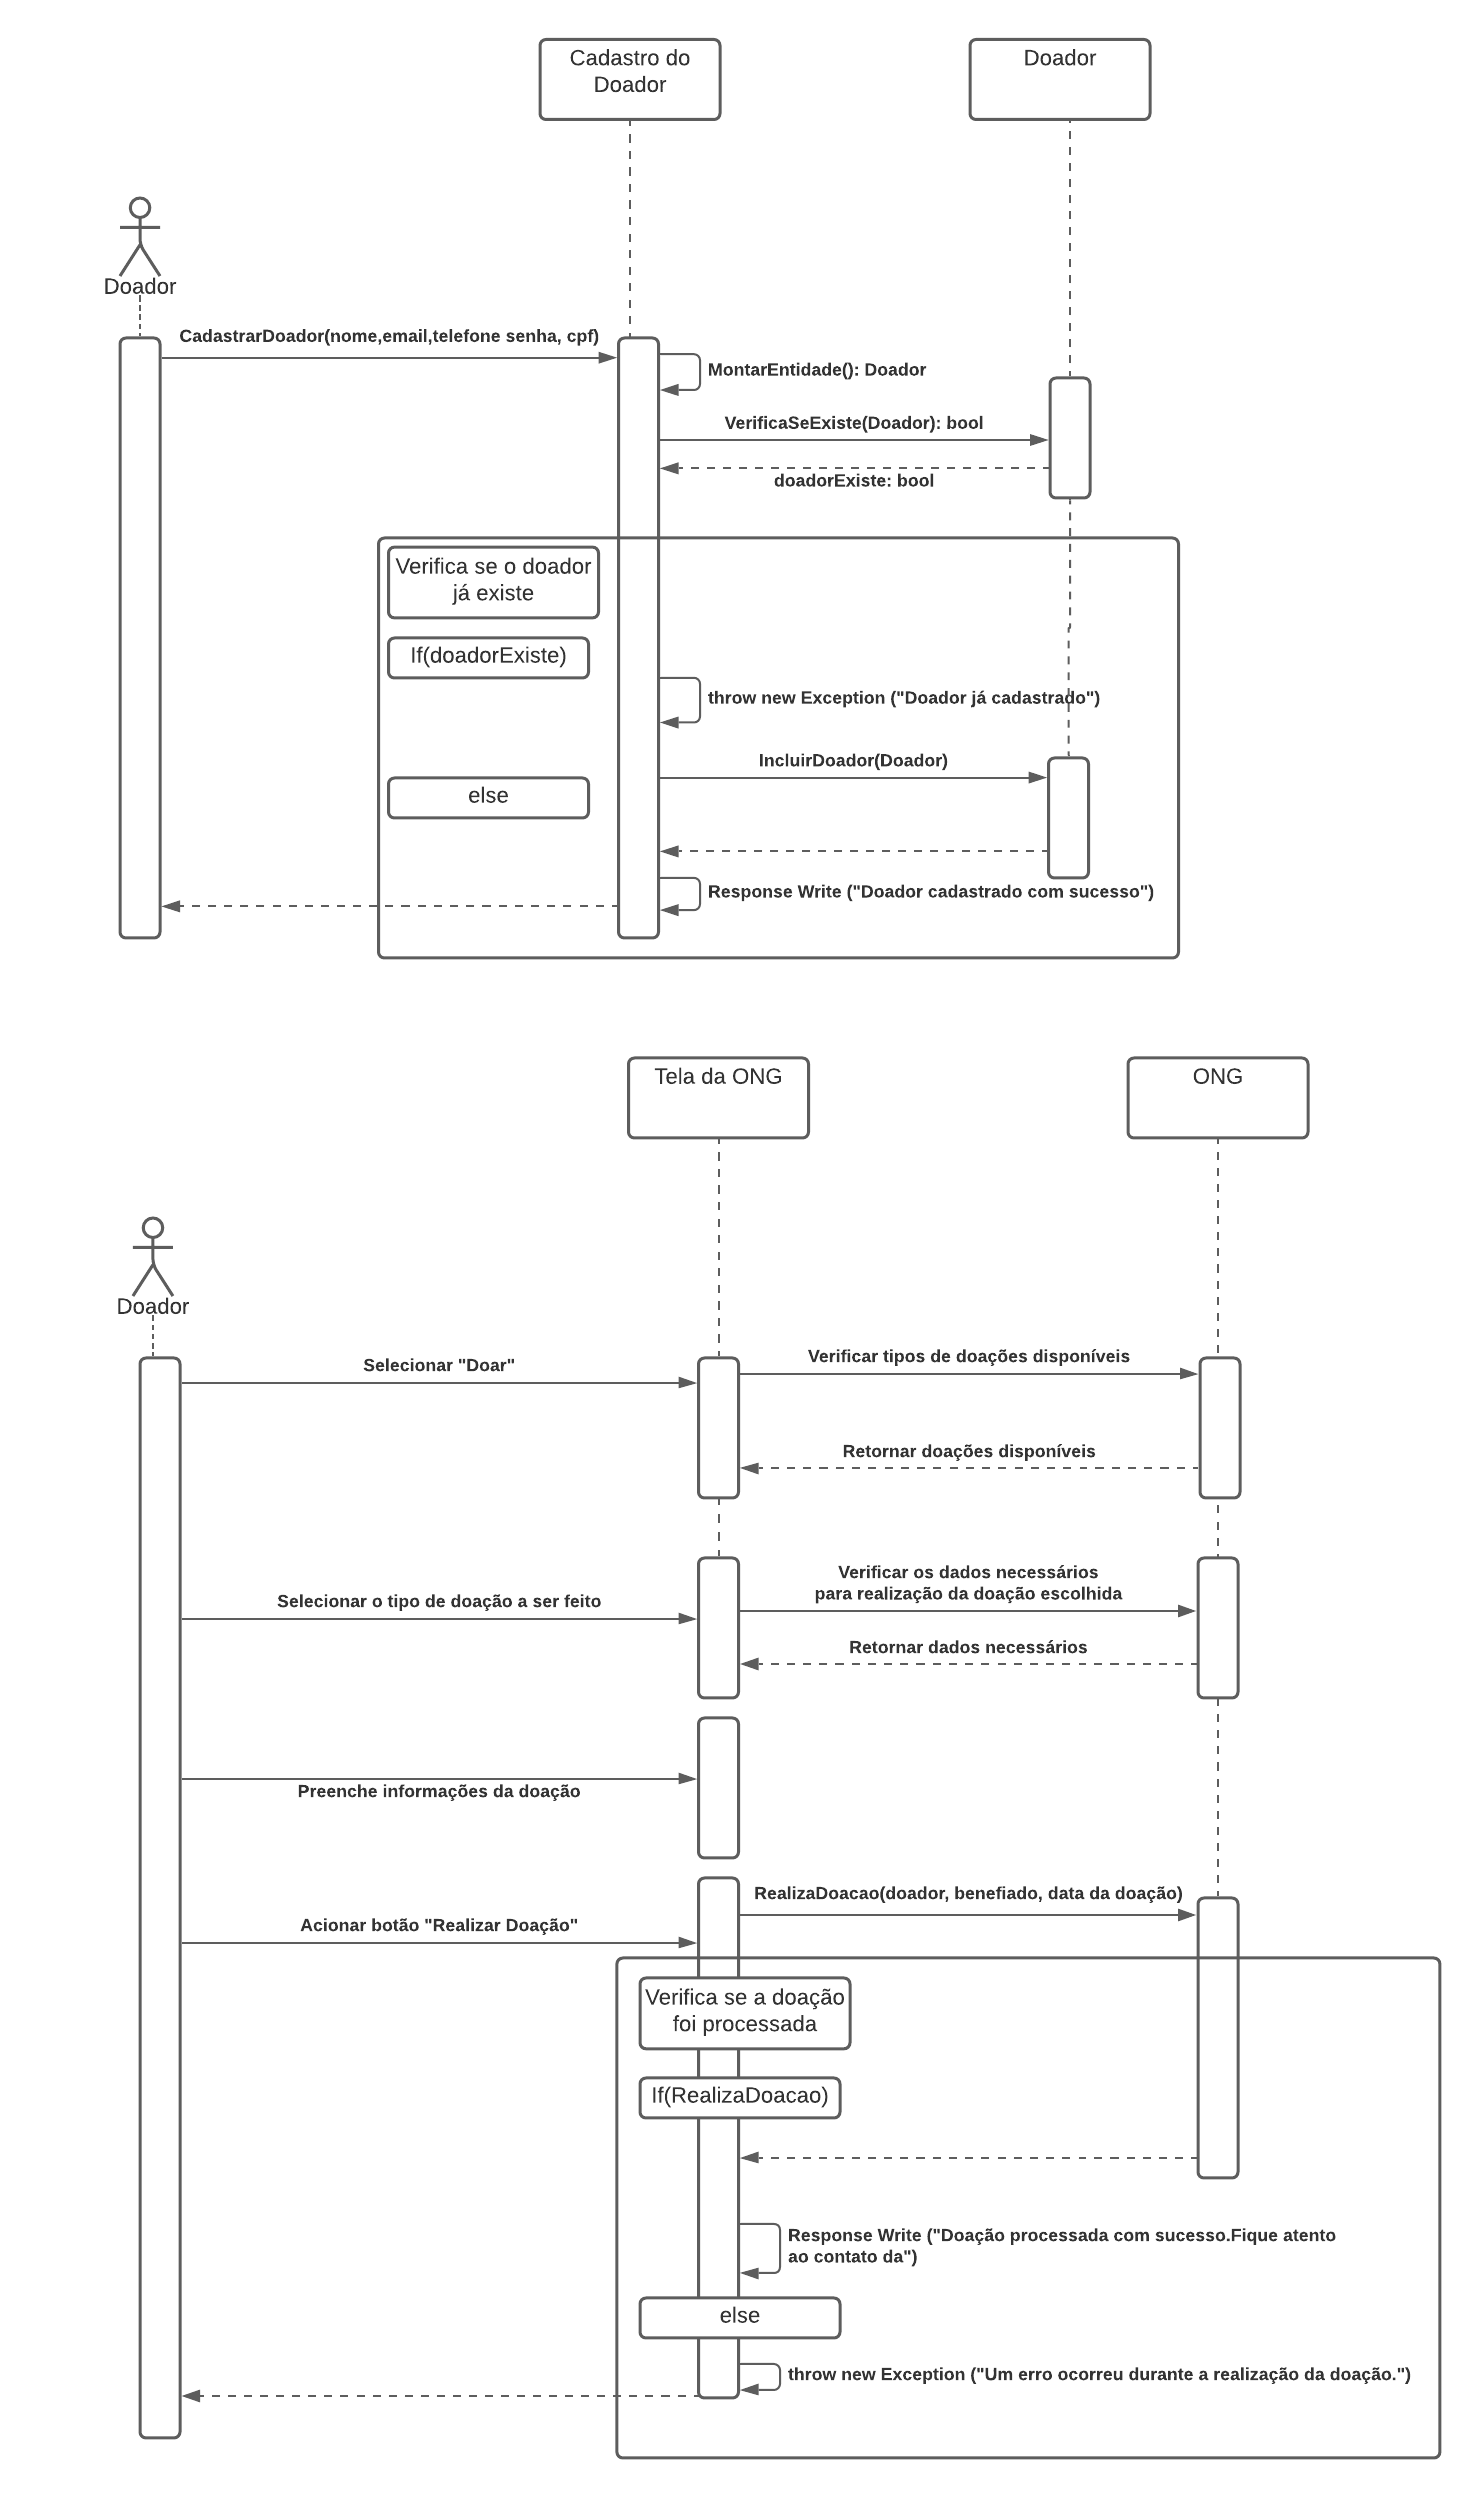 Cadastro do
Doador
Doador
Doador
CadastrarDoador(nome,email,telefone senha, cpf)
MontarEntidade(): Doador
VerificaSeExiste(Doador): bool
doadorExiste: bool
Verifica se o doador
já existe
If(doadorExiste)
throw new Exception ("Doador já cadastrado")
IncluirDoador(Doador)
else
Response Write ("Doador cadastrado com sucesso")
Tela da ONG
ONG
Doador
Selecionar "Doar"
Verificar tipos de doações disponíveis
Retornar doações disponíveis
Verificar os dados necessários
para realização da doação escolhida
Selecionar o tipo de doação a ser feito
Retornar dados necessários
Preenche informações da doação
RealizaDoacao(doador, benefiado, data da doação)
Acionar botão "Realizar Doação"
Verifica se a doação
foi processada
If(RealizaDoacao)
Response Write ("Doação processada com sucesso.Fique atento
ao contato da")
else
throw new Exception ("Um erro ocorreu durante a realização da doação.")